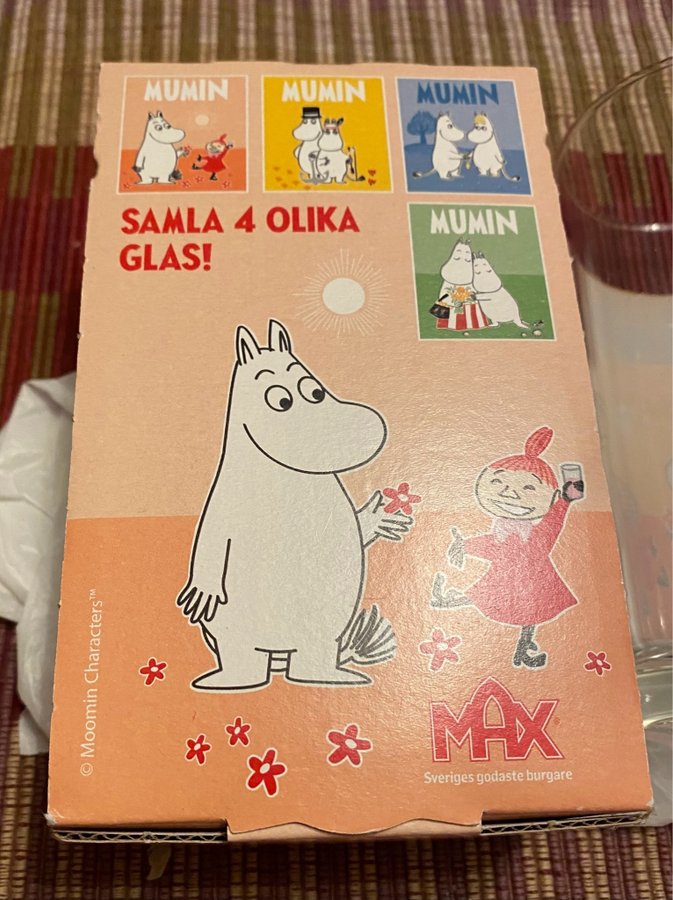 MUMIN
MUMIN
MUMIN
SAMLA 4 OLIKA
GLAS!
MUMIN
© Moomin Characters™
MAX®
Sveriges godaste burgare